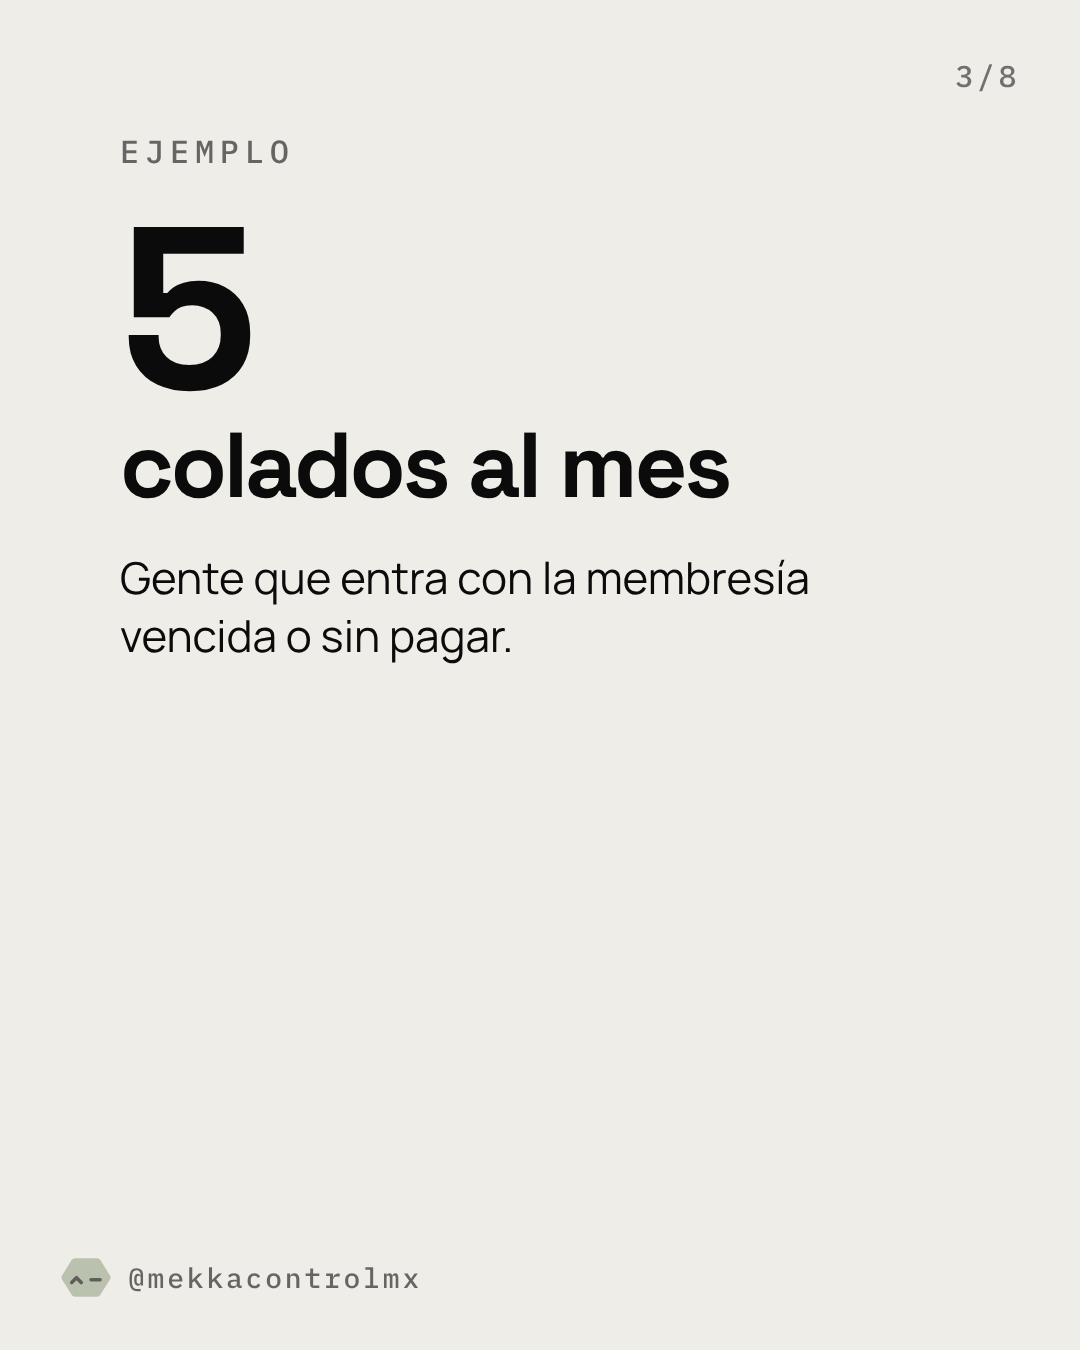 3/8
EJEMPLO
5
colados al mes
Gente que entra con la membresía
vencida o sin pagar.
@mekkacontrolmx